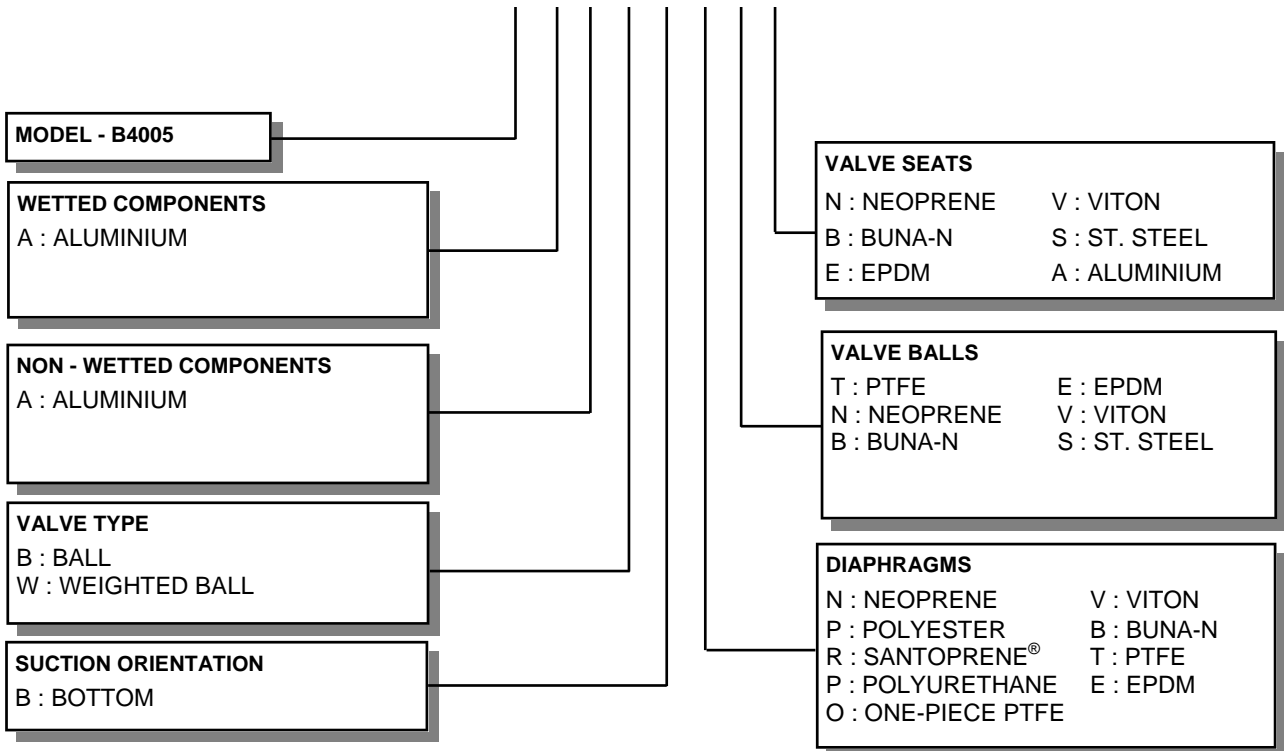 MODEL - B4005
WETTED COMPONENTS
A : ALUMINIUM
NON - WETTED COMPONENTS
A : ALUMINIUM
VALVE TYPE
B : BALL
W : WEIGHTED BALL
SUCTION ORIENTATION
B : BOTTOM
VALVE SEATS
N : NEOPRENE V : VITON
B : BUNA-N S : ST. STEEL
E : EPDM A : ALUMINIUM
VALVE BALLS
T : PTFE E : EPDM
N : NEOPRENE V : VITON
B : BUNA-N S : ST. STEEL
DIAPHRAGMS
N : NEOPRENE V : VITON
P : POLYESTER B : BUNA-N
R : SANTOPRENE® T : PTFE
P : POLYURETHANE E : EPDM
O : ONE-PIECE PTFE